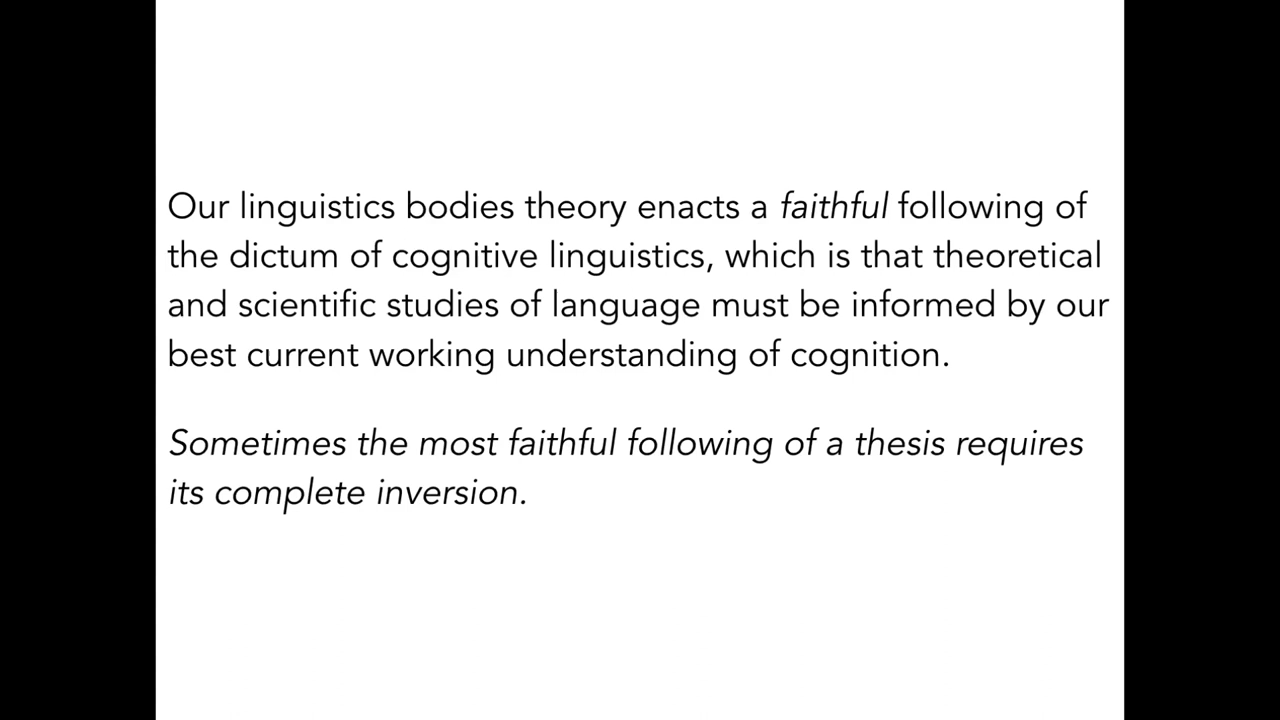 Our linguistics bodies theory enacts a faithful following of
the dictum of cognitive linguistics, which is that theoretical
and scientific studies of language must be informed by our
best current working understanding of cognition.
Sometimes the most faithful following of a thesis requires
its complete inversion.